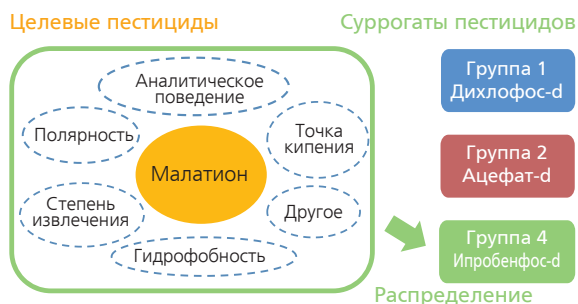 Целевые пестициды
Суррогаты пестицидов
Аналитическое
поведение
Полярность
Точка
кипения
Малатион
Степень
извлечения
Другое
Гидрофобность
Группа 1
Дихлофос-d
Группа 2
Ацефат-d
Группа 4
Ипробенфос-d
Распределение